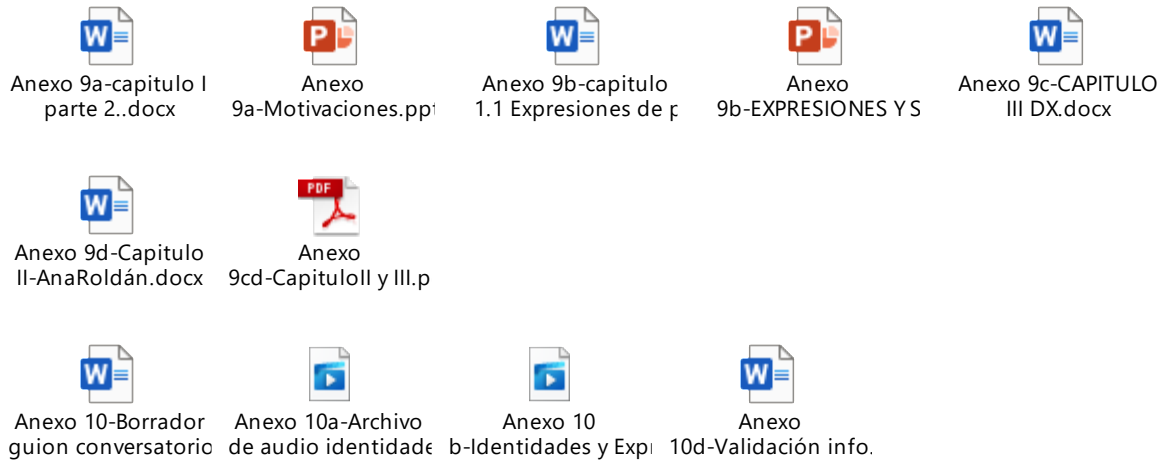 Anexo 9a-capitulo I
parte 2..docx
Anexo
9a-Motivaciones.ppt
Anexo 9b-capitulo
1.1 Expresiones de p
Anexo
9b-EXPRESIONES Y S
Anexo 9c-CAPITULO
III DX.docx
Anexo 9d-Capitulo
II-AnaRoldán.docx
PDF
Anexo
9cd-CapituloII y III.p
Anexo 10-Borrador
guion conversatorio
Anexo 10a-Archivo
de audio identidade
Anexo 10
b-Identidades y Expr
Anexo
10d-Validación info.